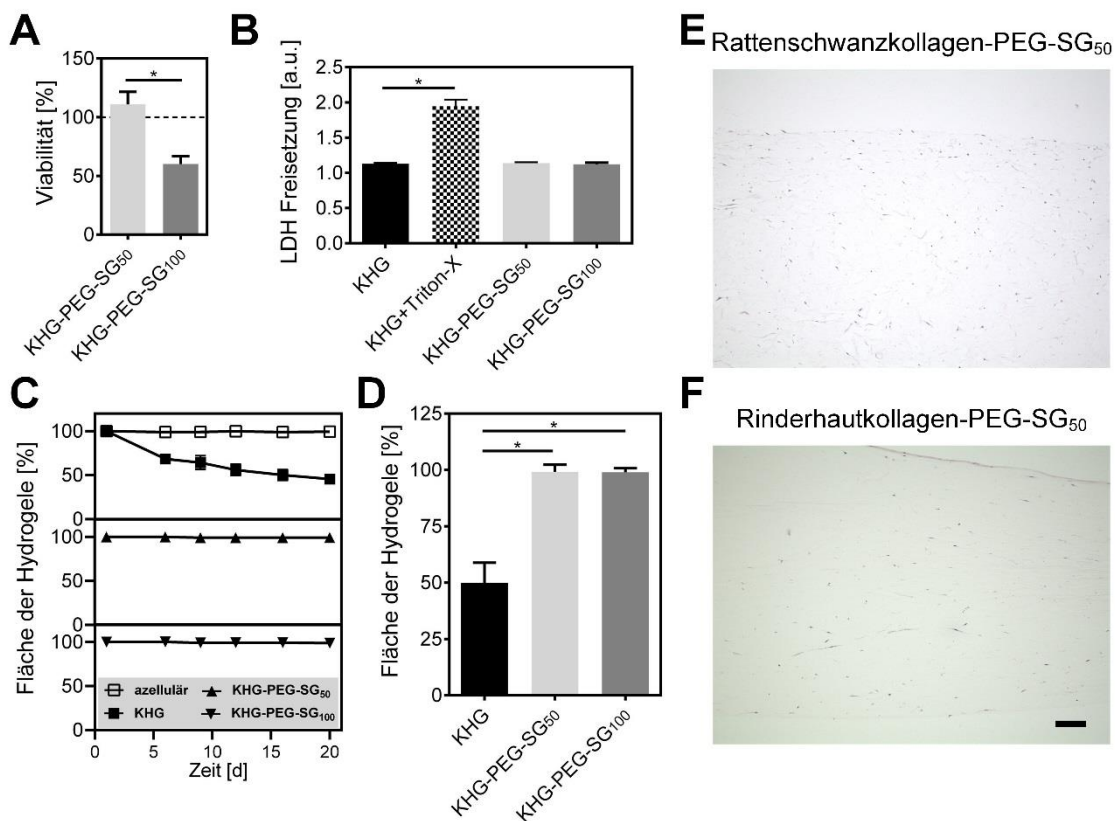 A
150
100
50
0
Viabilität [%]
*
KHG-PEG-SG50
KHG-PEG-SG100
B
2.5
2.0
1.5
1.0
0.5
0.0
LDH Freisetzung [a.u.]
*
KHG
KHG+Triton-X
KHG-PEG-SG50
KHG-PEG-SG100
C
100
50
0
100
50
0
100
50
0
Fläche der Hydrogele [%]
azellulär
KHG-PEG-SG50
KHG
KHG-PEG-SG100
0 5 10 15 20
Zeit [d]
D
125
100
75
50
25
0
Fläche der Hydrogele [%]
*
*
KHG
KHG-PEG-SG50
KHG-PEG-SG100
E
Rattenschwanzkollagen-PEG-SG50
F
Rinderhautkollagen-PEG-SG50